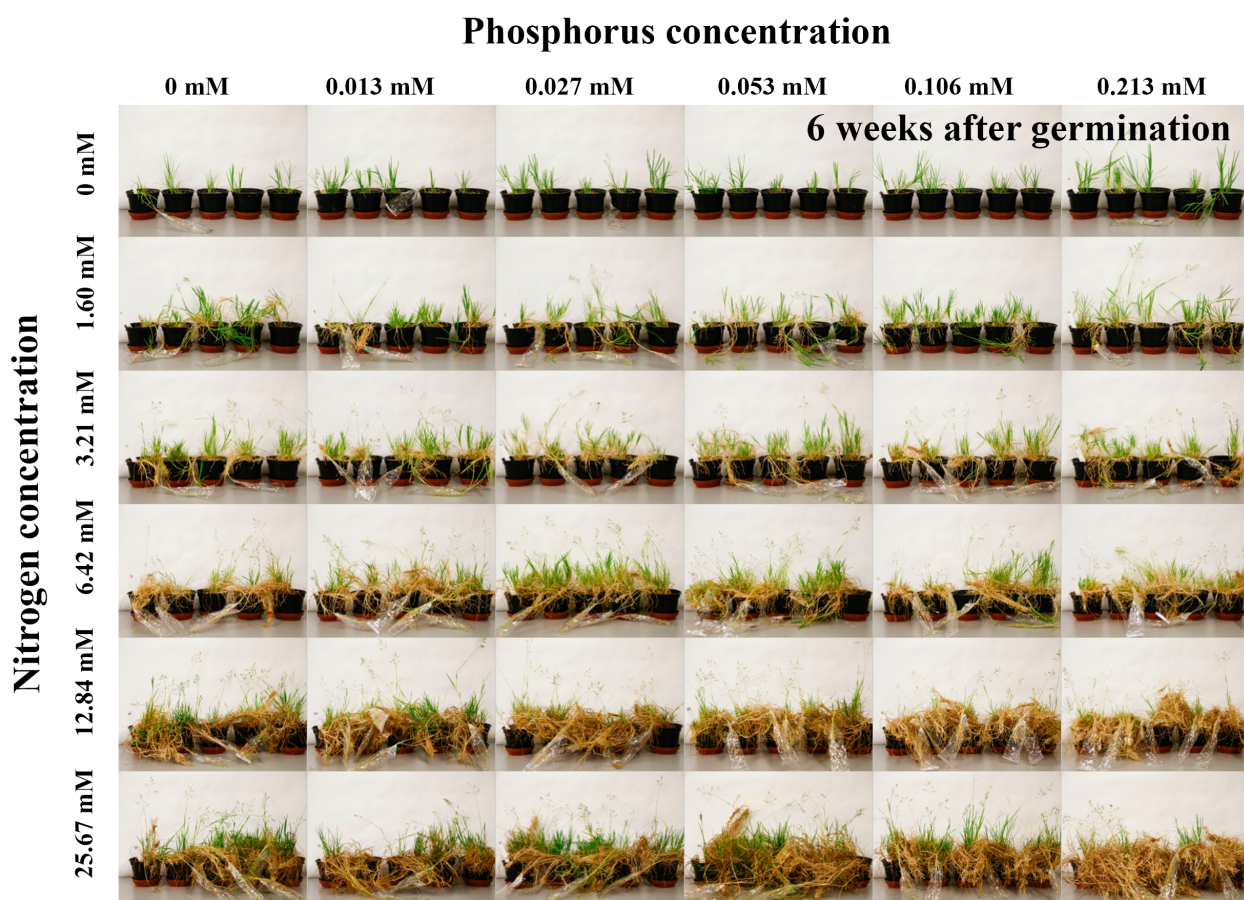 Phosphorus concentration
0 mM
0.013 mM
0.027 mM
0.053 mM
0.106 mM
0.213 mM
6 weeks after germination
Nitrogen concentration
0 mM
1.60 mM
3.21 mM
6.42 mM
12.84 mM
25.67 mM